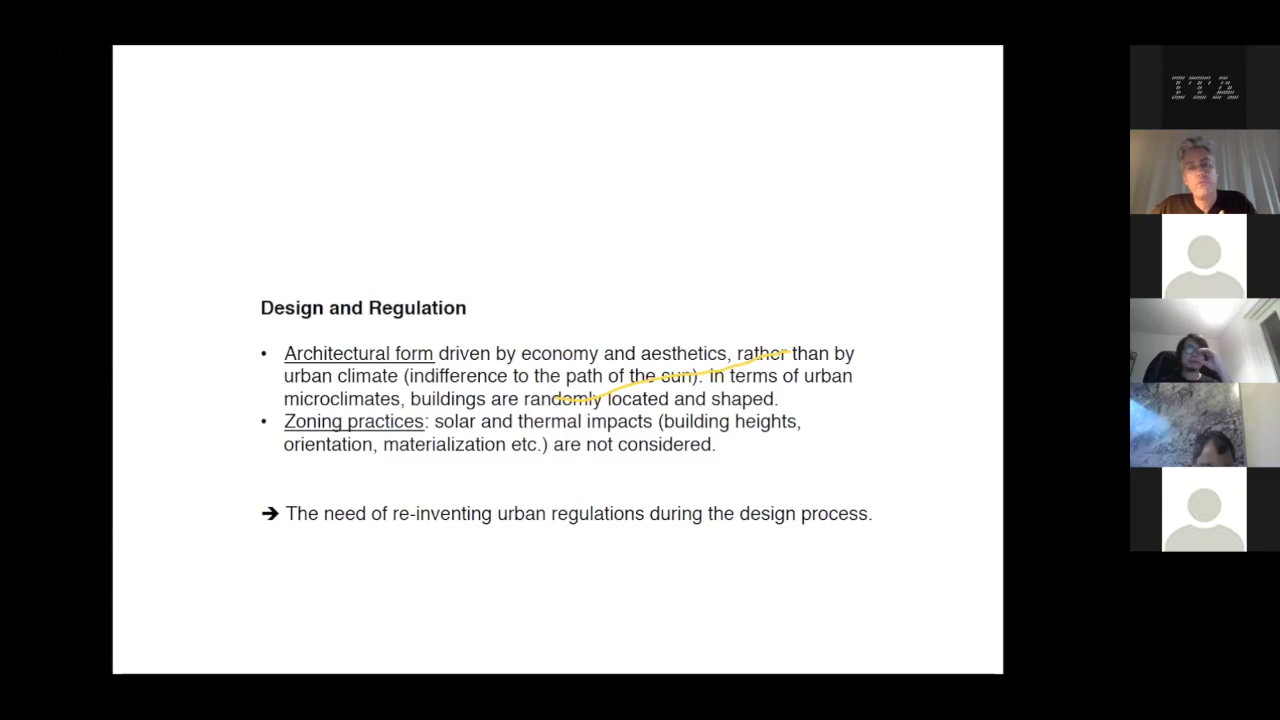 ITA
Design and Regulation
• Architectural form driven by economy and aesthetics, rather than by
urban climate (indifference to the path of the sun). In terms of urban
microclimates, buildings are randomly located and shaped.
• Zoning practices: solar and thermal impacts (building heights,
orientation, materialization etc.) are not considered.
➔ The need of re-inventing urban regulations during the design process.